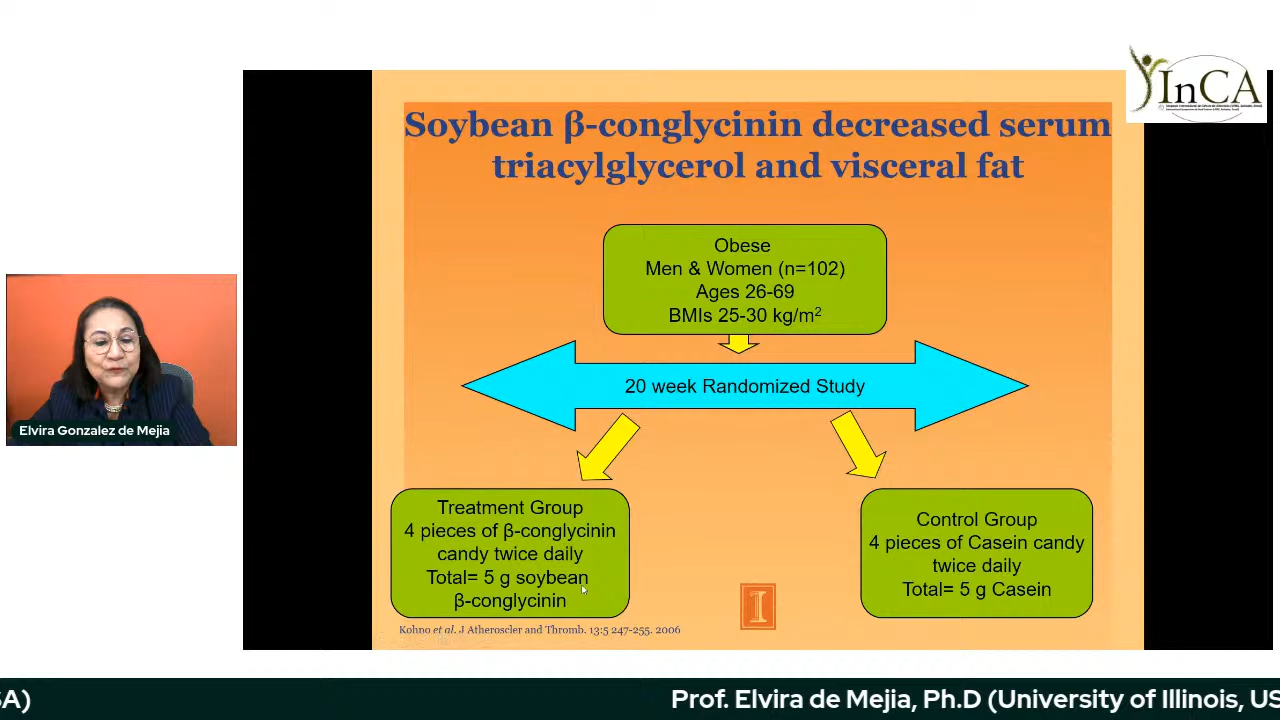 InCA
Soybean β-conglycinin decreased serum
triacylglycerol and visceral fat
Obese
Men & Women (n=102)
Ages 26-69
BMIs 25-30 kg/m²
20 week Randomized Study
Treatment Group
4 pieces of β-conglycinin
candy twice daily
Total= 5 g soybean
β-conglycinin
Control Group
4 pieces of Casein candy
twice daily
Total= 5 g Casein
I
Kohno et al. J Atheroscler and Thromb. 13:5 247-255. 2006
Elvira Gonzalez de Mejia
SA) Prof. Elvira de Mejia, Ph.D (University of Illinois, US